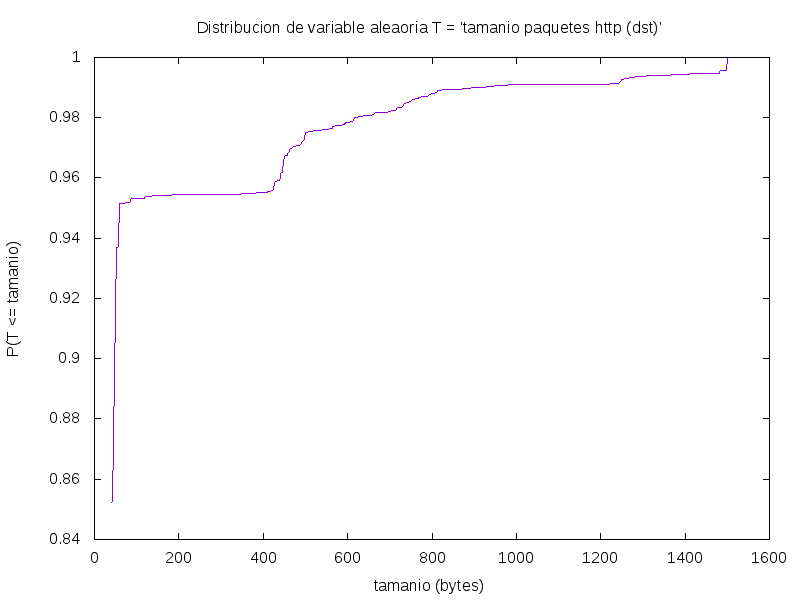 Distribucion de variable aleaoria T = 'tamanio paquetes http (dst)'
1
0.98
0.96
0.94
0.92
0.9
0.88
0.86
0.84
P(T <= tamanio)
0 200 400 600 800 1000 1200 1400 1600
tamanio (bytes)